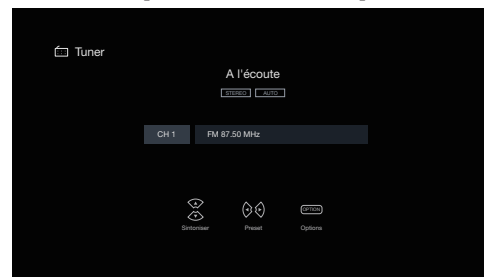 Tuner
A l'écoute
STEREO AUTO
CH 1 FM 87.50 MHz
OPTION
Sintoniser Preset Options